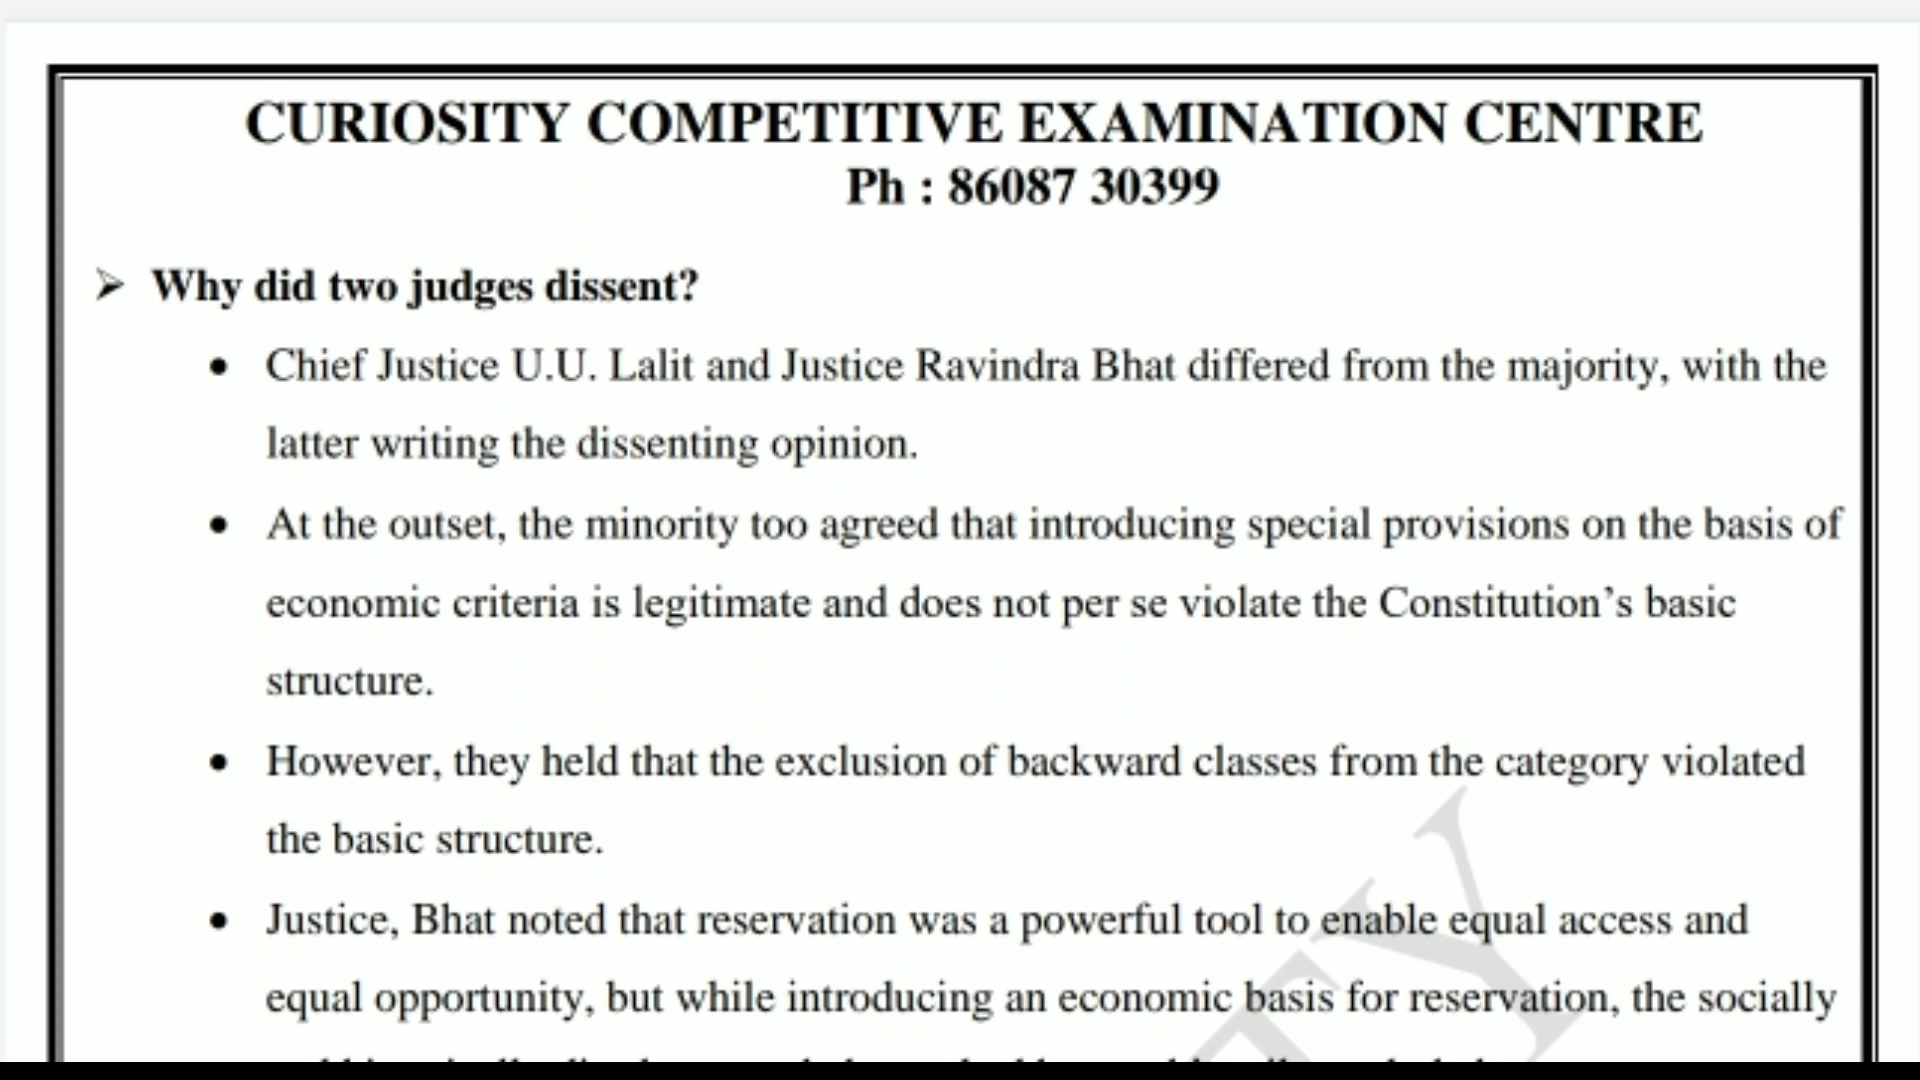 CURIOSITY COMPETITIVE EXAMINATION CENTRE
Ph : 86087 30399
➢ Why did two judges dissent?
• Chief Justice U.U. Lalit and Justice Ravindra Bhat differed from the majority, with the
latter writing the dissenting opinion.
• At the outset, the minority too agreed that introducing special provisions on the basis of
economic criteria is legitimate and does not per se violate the Constitution’s basic
structure.
• However, they held that the exclusion of backward classes from the category violated
the basic structure.
• Justice, Bhat noted that reservation was a powerful tool to enable equal access and
equal opportunity, but while introducing an economic basis for reservation, the socially
TY